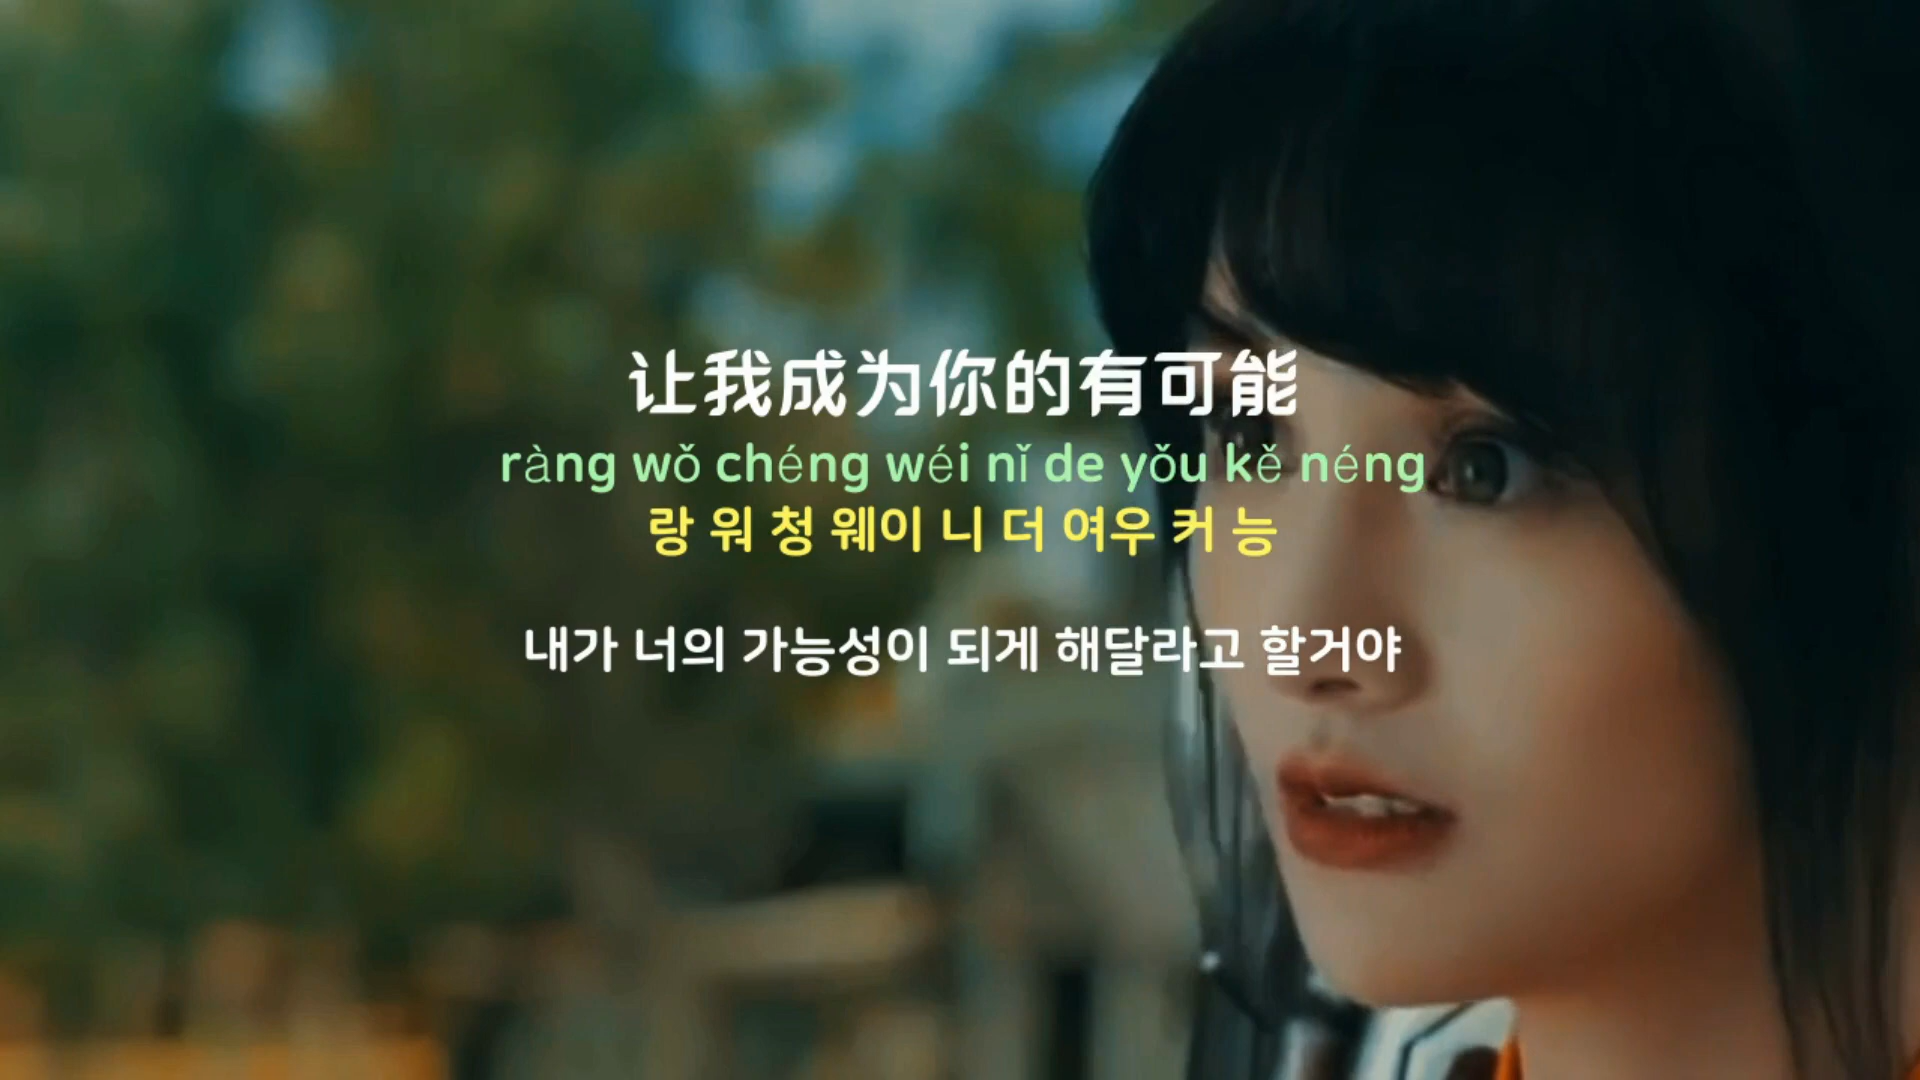 让我成为你的有可能
ràng wǒ chéng wéi nǐ de yǒu kě néng
랑 워 청 웨이 니 더 여우 커 능
내가 너의 가능성이 되게 해달라고 할거야